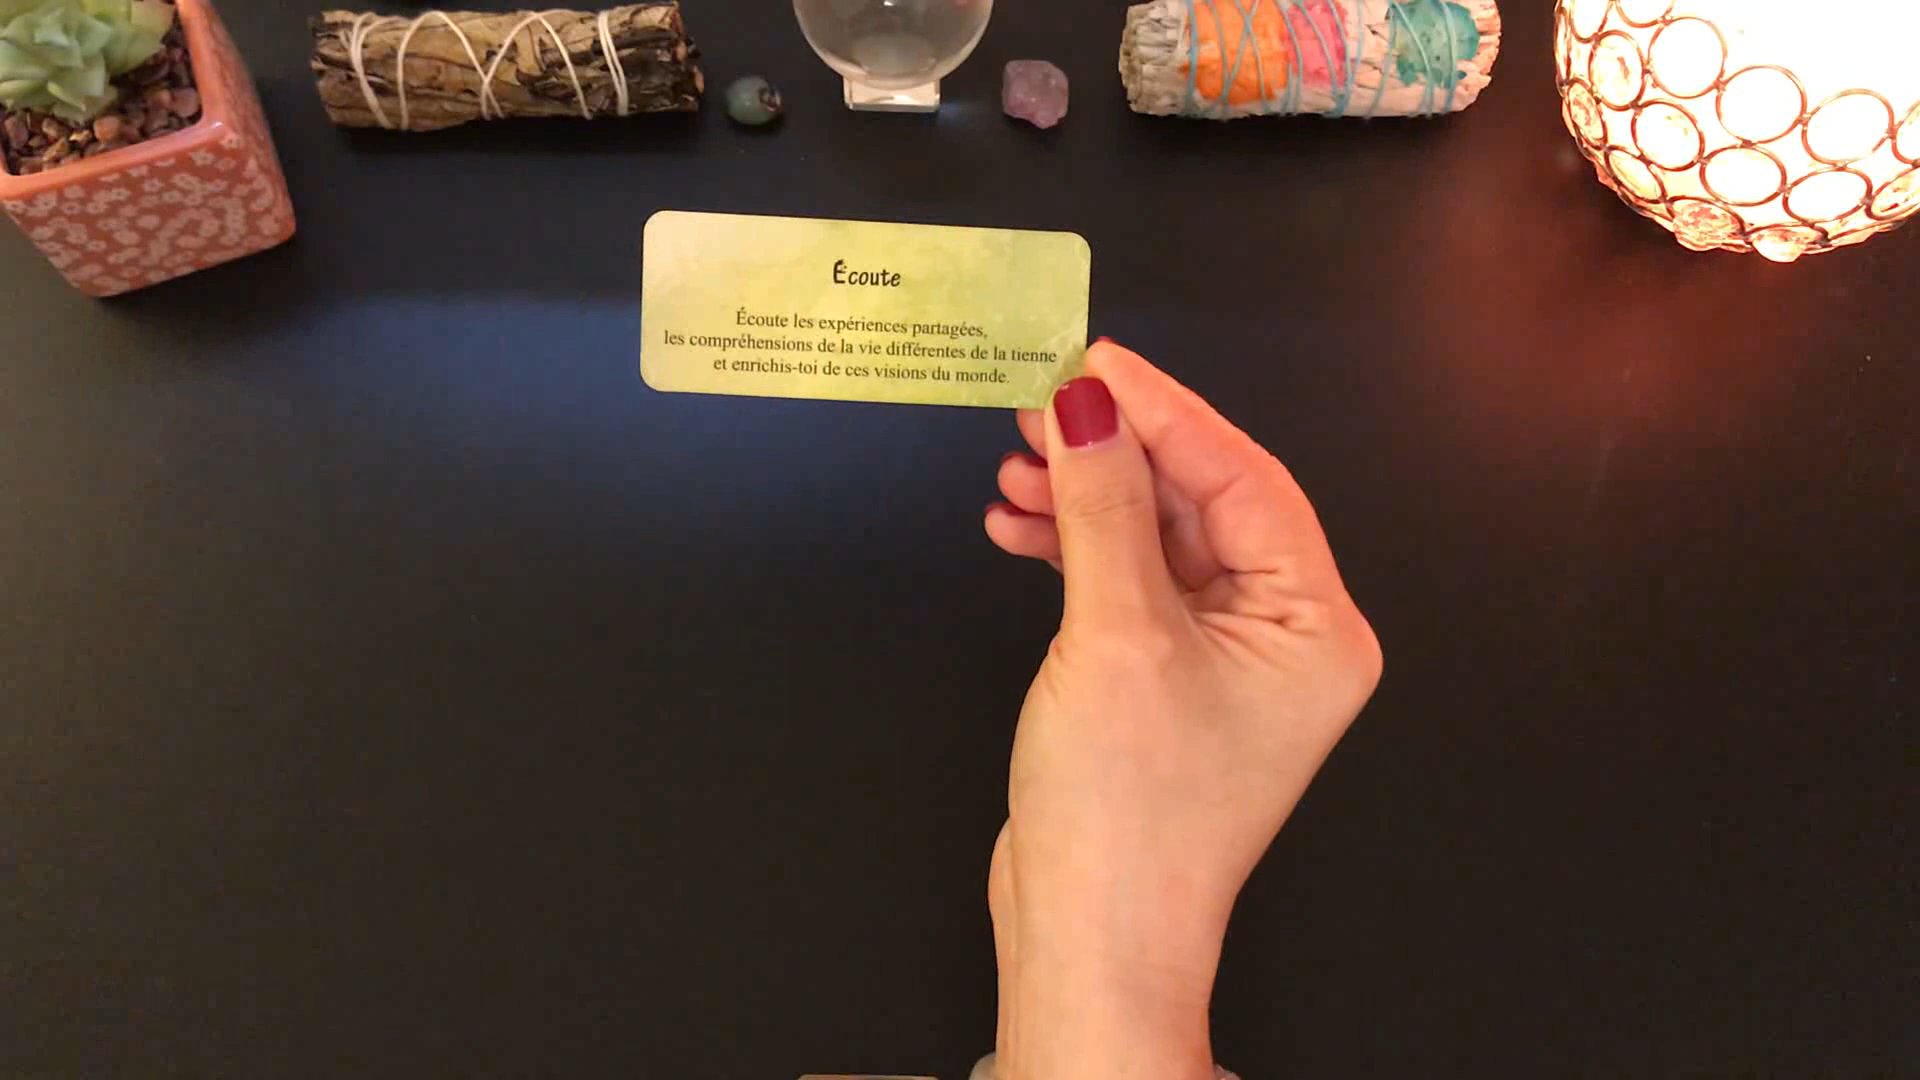 Écoute
Écoute les expériences partagées,
les compréhensions de la vie différentes de la tienne
et enrichis-toi de ces visions du monde.